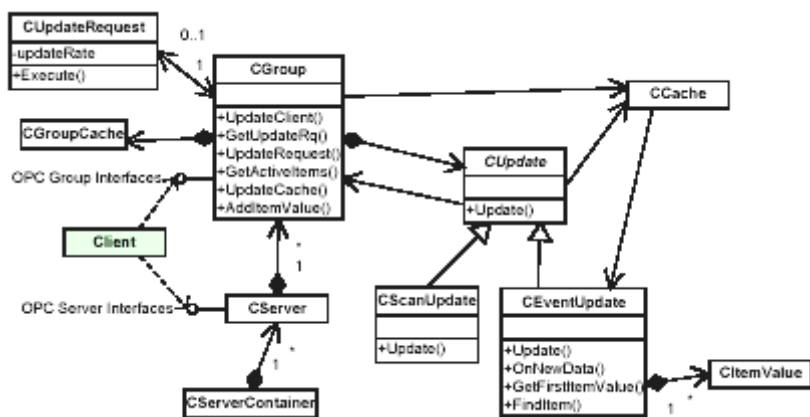 CUpdateRequest
-updateRate
+Execute()
0..1
1
CGroup
+UpdateClient()
+GetUpdateRq()
+UpdateRequest()
+GetActiveItems()
+UpdateCache()
+AddItemValue()
CCache
CGroupCache
OPC Group Interfaces
CUpdate
+Update()
Client
*
1
OPC Server Interfaces
CServer
*
1
CServerContainer
CScanUpdate
+Update()
CEventUpdate
+Update()
+OnNewData()
+GetFirstItemValue()
+FindItem()
1
*
CItemValue